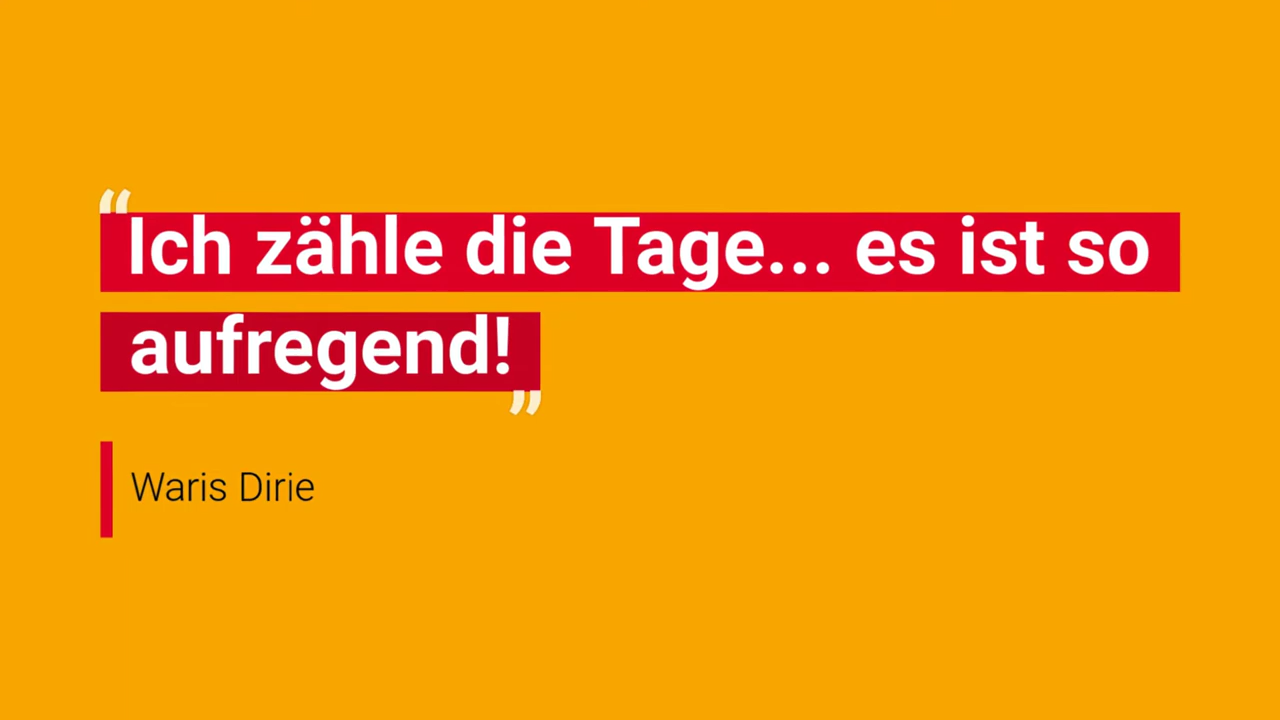 “Ich zähle die Tage... es ist so
aufregend!”
Waris Dirie